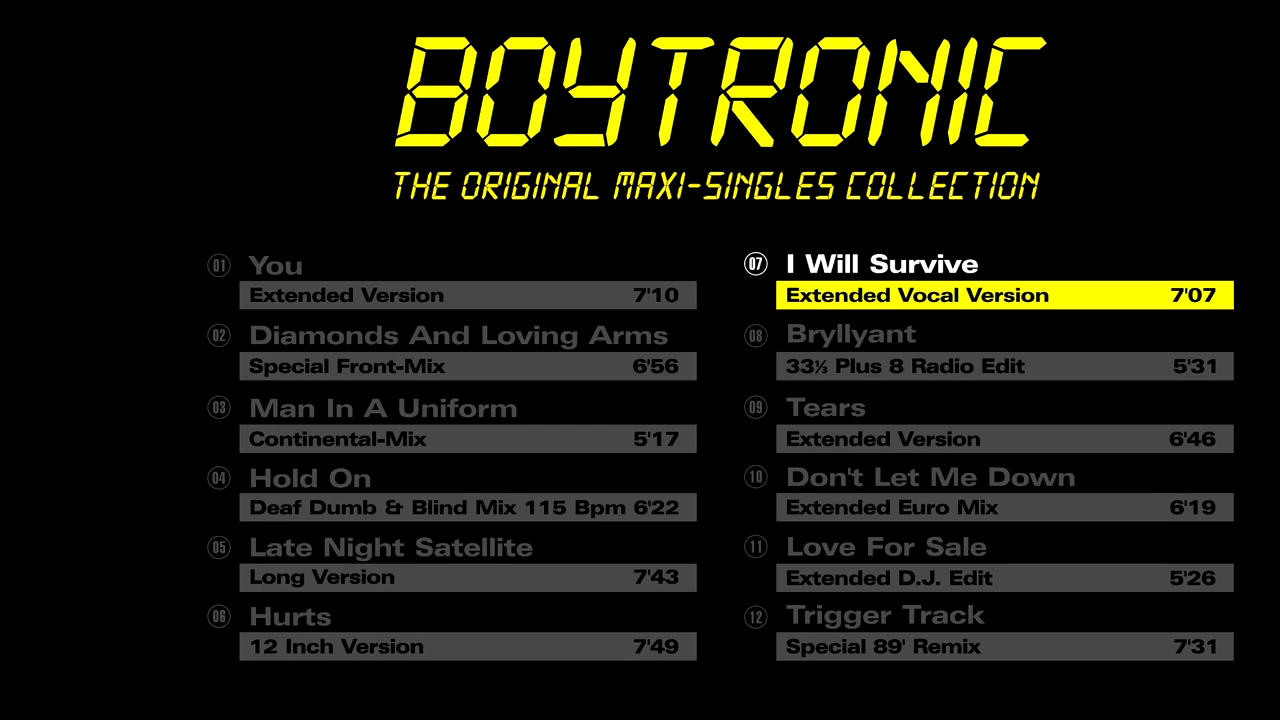 BOYTRONIC
THE ORIGINAL MAXI-SINGLES COLLECTION
01 You
Extended Version 7'10
02 Diamonds And Loving Arms
Special Front-Mix 6'56
03 Man In A Uniform
Continental-Mix 5'17
04 Hold On
Deaf Dumb & Blind Mix 115 Bpm 6'22
05 Late Night Satellite
Long Version 7'43
06 Hurts
12 Inch Version 7'49
07 I Will Survive
Extended Vocal Version 7'07
08 Bryllyant
33⅓ Plus 8 Radio Edit 5'31
09 Tears
Extended Version 6'46
10 Don't Let Me Down
Extended Euro Mix 6'19
11 Love For Sale
Extended D.J. Edit 5'26
12 Trigger Track
Special 89' Remix 7'31